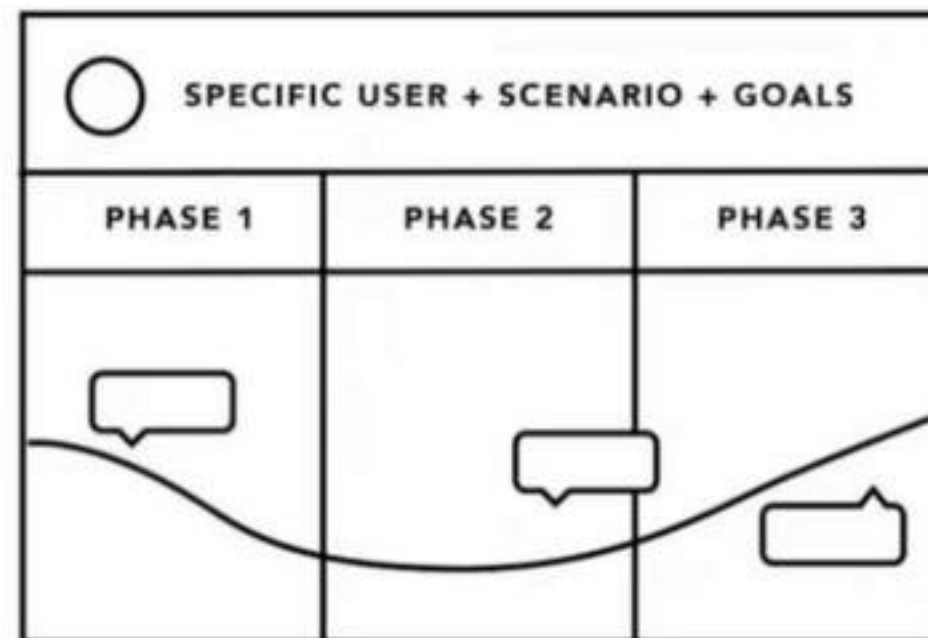 SPECIFIC USER + SCENARIO + GOALS
PHASE 1
PHASE 2
PHASE 3